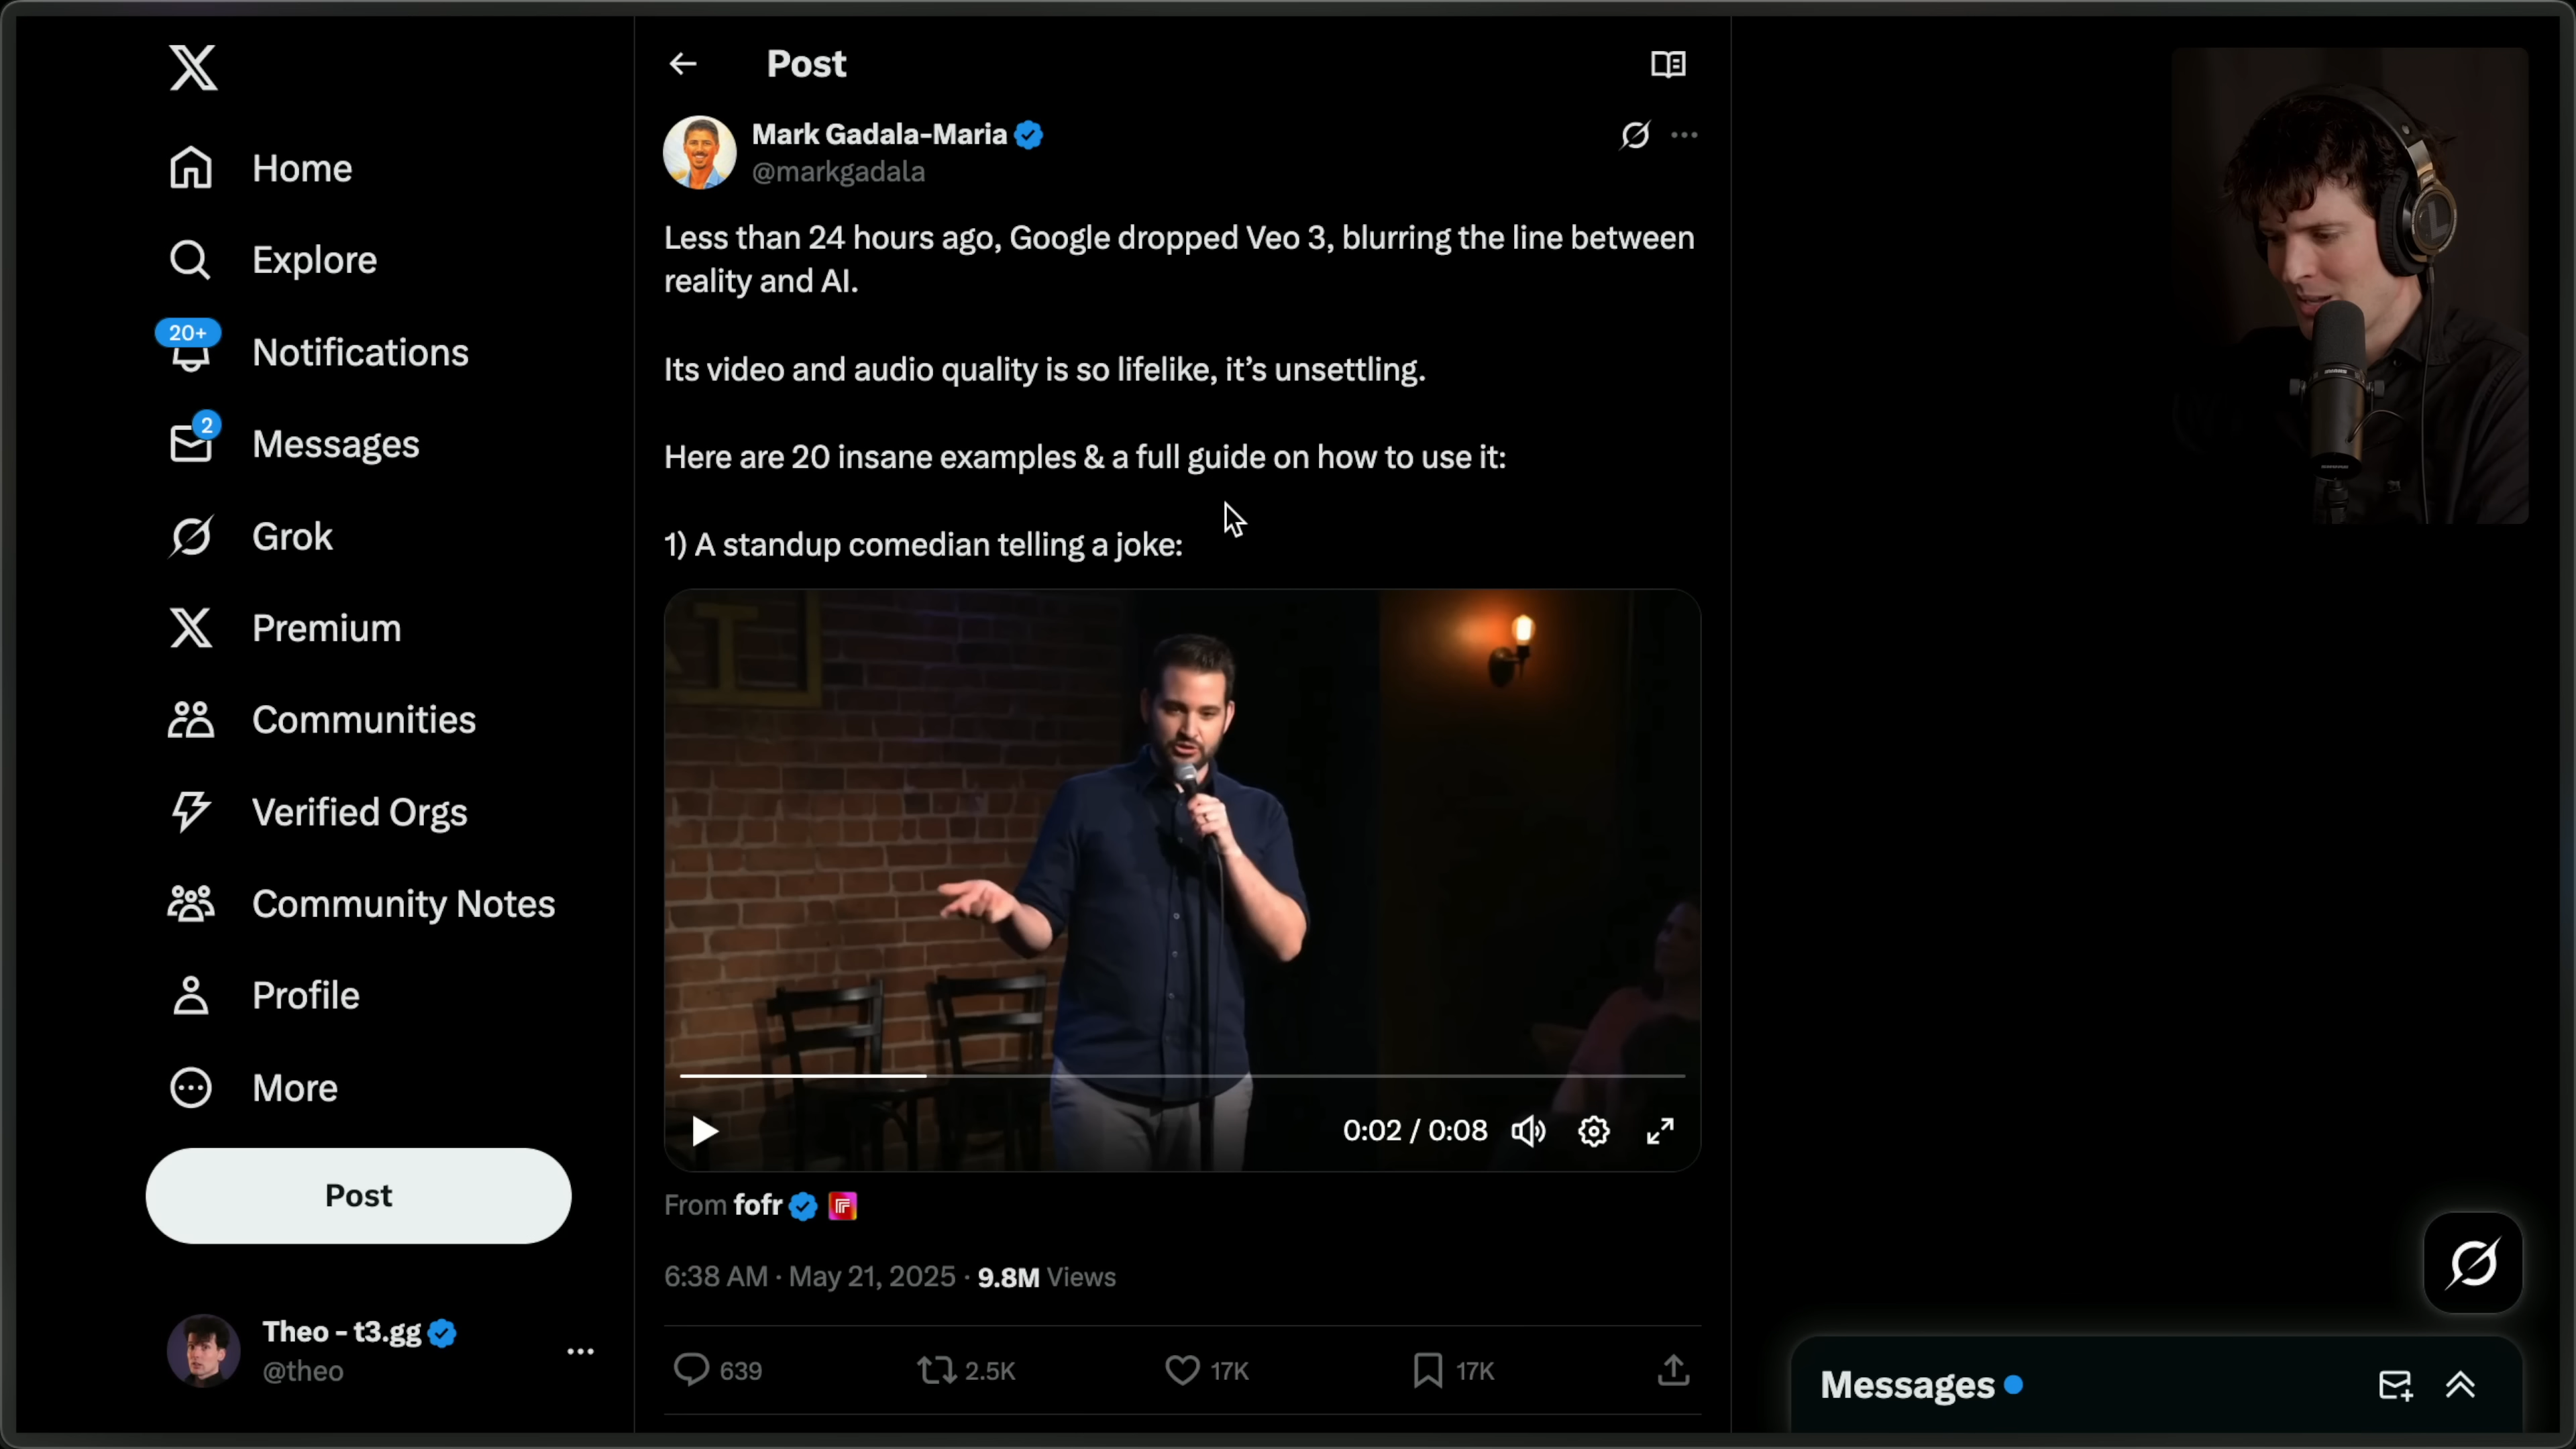 Home
Explore
20+
Notifications
2
Messages
Grok
Premium
Communities
Verified Orgs
Community Notes
Profile
More
Post
Theo - t3.gg
@theo
Post
Mark Gadala-Maria
@markgadala
Less than 24 hours ago, Google dropped Veo 3, blurring the line between
reality and AI.
Its video and audio quality is so lifelike, it’s unsettling.
Here are 20 insane examples & a full guide on how to use it:
1) A standup comedian telling a joke:
0:02 / 0:08
From fofr
6:38 AM · May 21, 2025 · 9.8M Views
639
2.5K
17K
17K
Messages